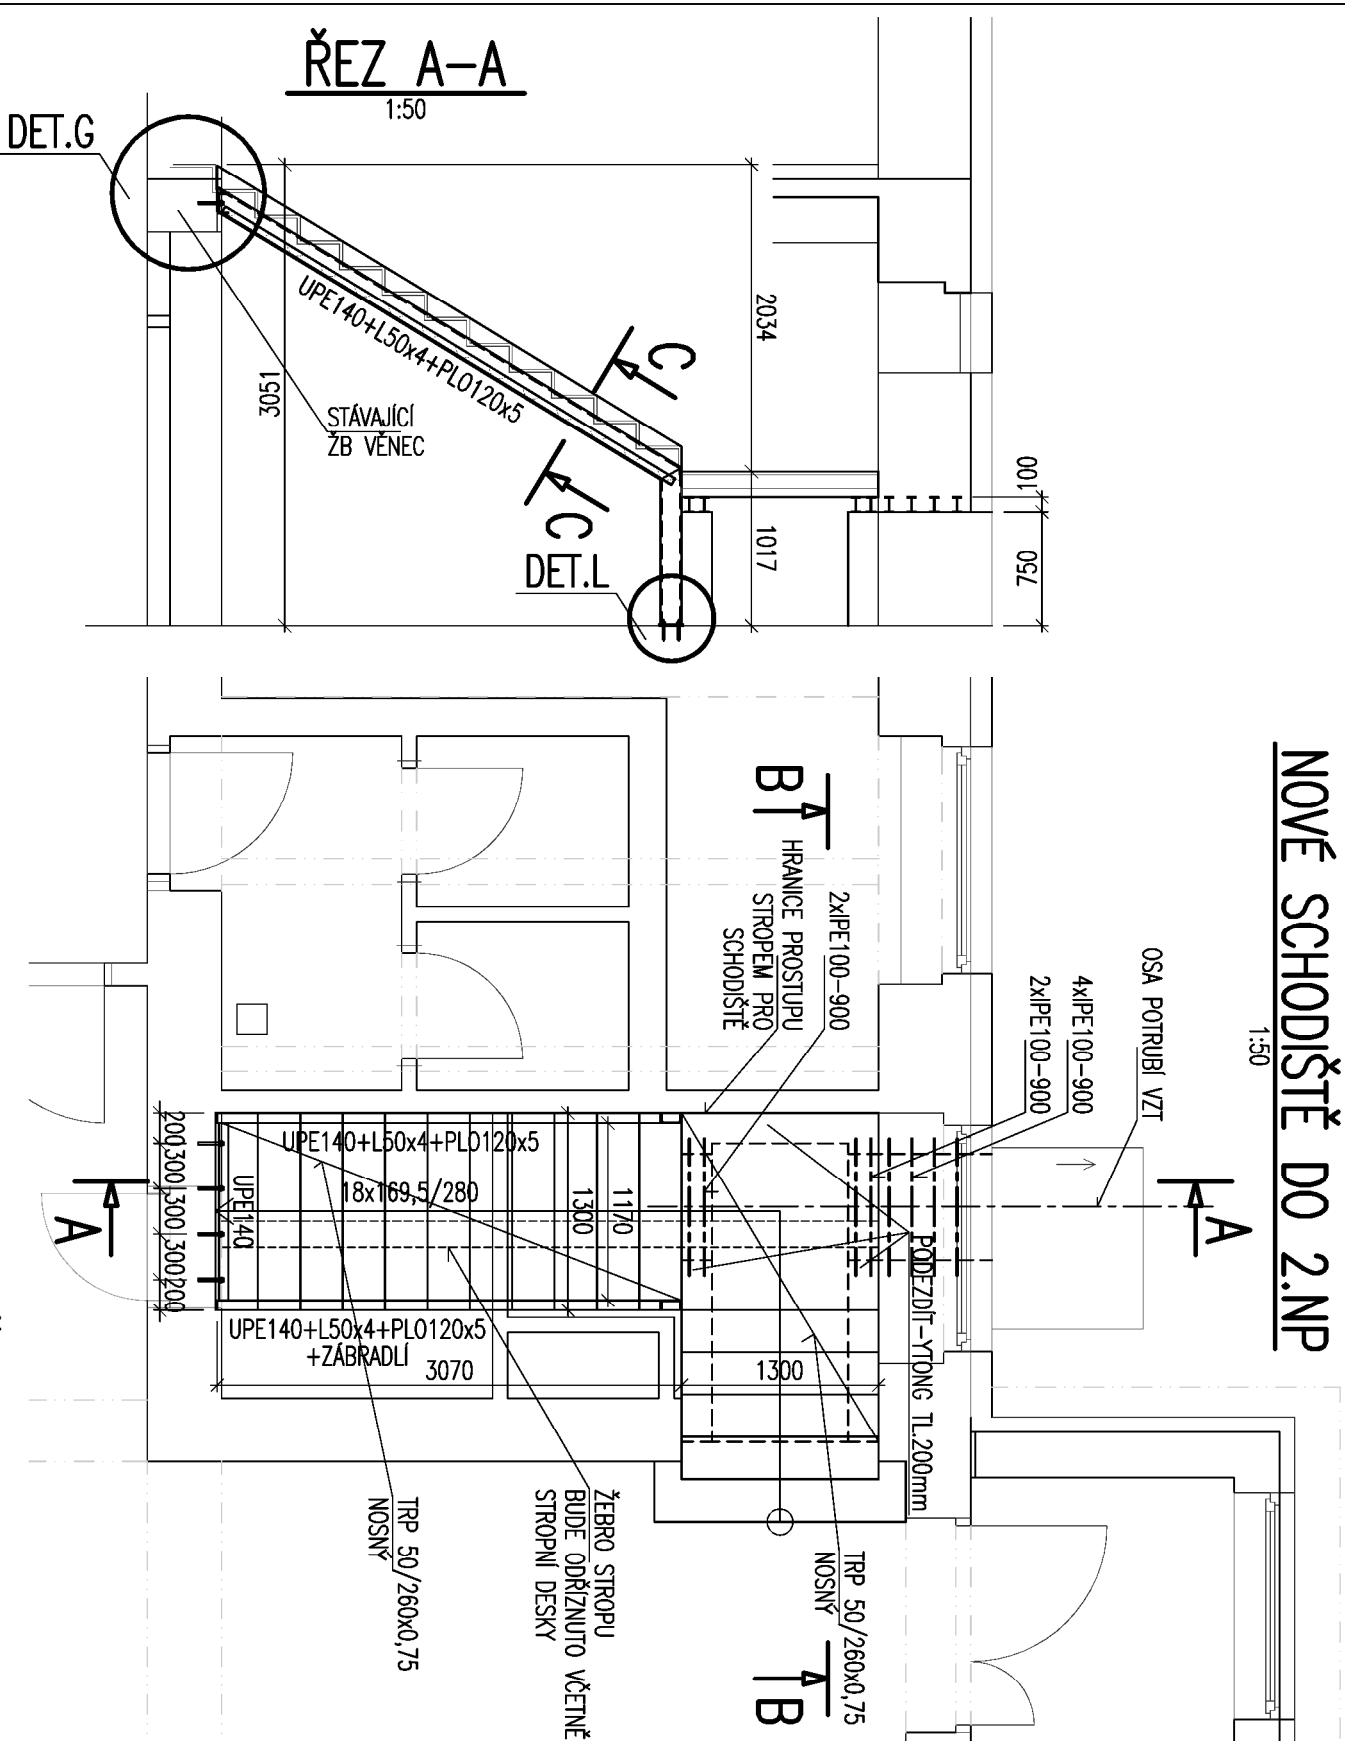 ŘEZ A-A
1:50
DET.G
UPE140+L50x4+PLO120x5
C
C
2034
3051
STÁVAJÍCÍ
ŽB VĚNEC
100
1017
750
DET.L
NOVÉ SCHODIŠTĚ DO 2.NP
1:50
B
HRANICE PROSTUPU
STROPEM PRO
SCHODIŠTĚ
2xIPE100-900
OSA POTRUBÍ VZT
4xIPE100-900
2xIPE100-900
200
300
300
300
200
UPE140+L50x4+PLO120x5
18x169,5/280
UPE140
1300
1170
A
A
PODEZDÍT-YTONG TL.200mm
UPE140+L50x4+PLO120x5
+ZÁBRADLÍ
3070
1300
TRP 50/260x0,75
NOSNÝ
ŽEBRO STROPU
BUDE ODŘÍZNUTO VČETNĚ
STROPNÍ DESKY
TRP 50/260x0,75
NOSNÝ
B